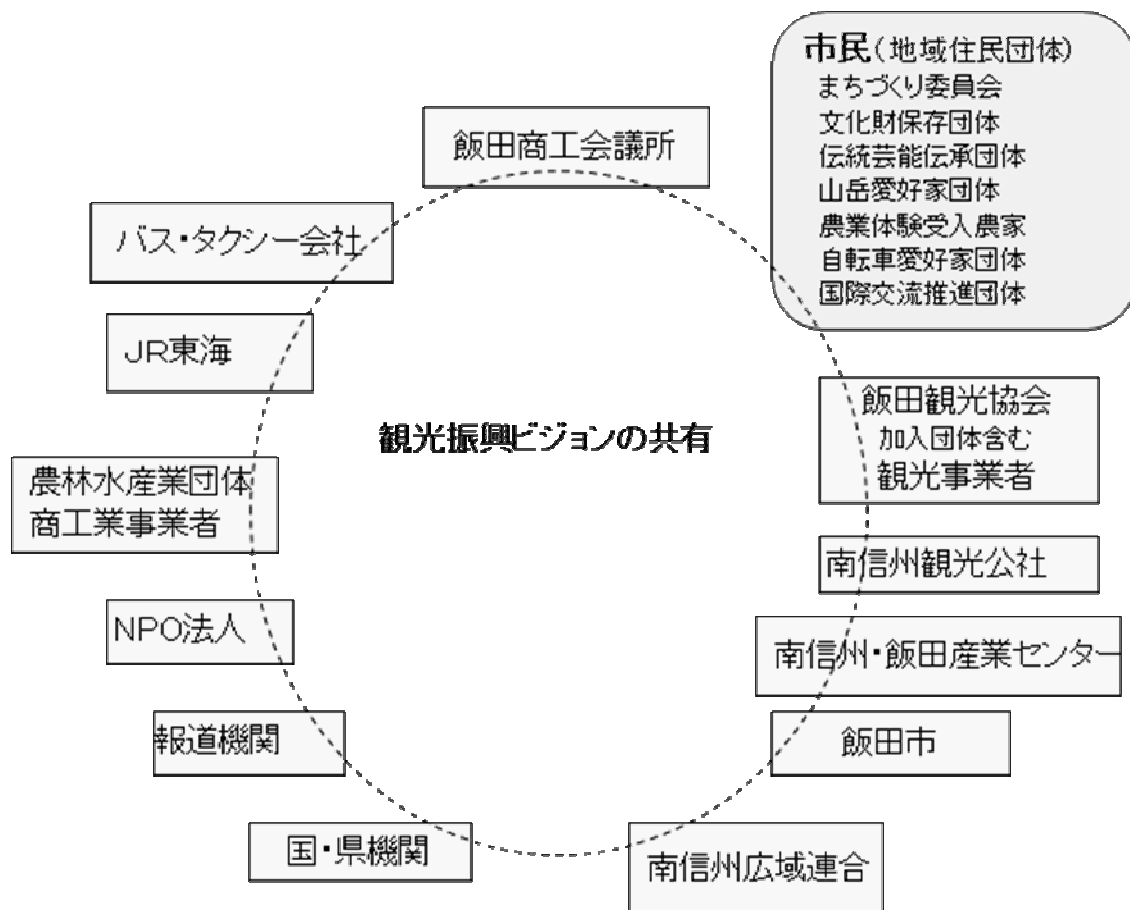 市民(地域住民団体)
まちづくり委員会
文化財保存団体
伝統芸能伝承団体
山岳愛好家団体
農業体験受入農家
自転車愛好家団体
国際交流推進団体
飯田商工会議所
バス・タクシー会社
JR東海
観光振興ビジョンの共有
飯田観光協会
加入団体含む
観光事業者
農林水産業団体
商工業事業者
南信州観光公社
NPO法人
南信州・飯田産業センター
報道機関
飯田市
国・県機関
南信州広域連合